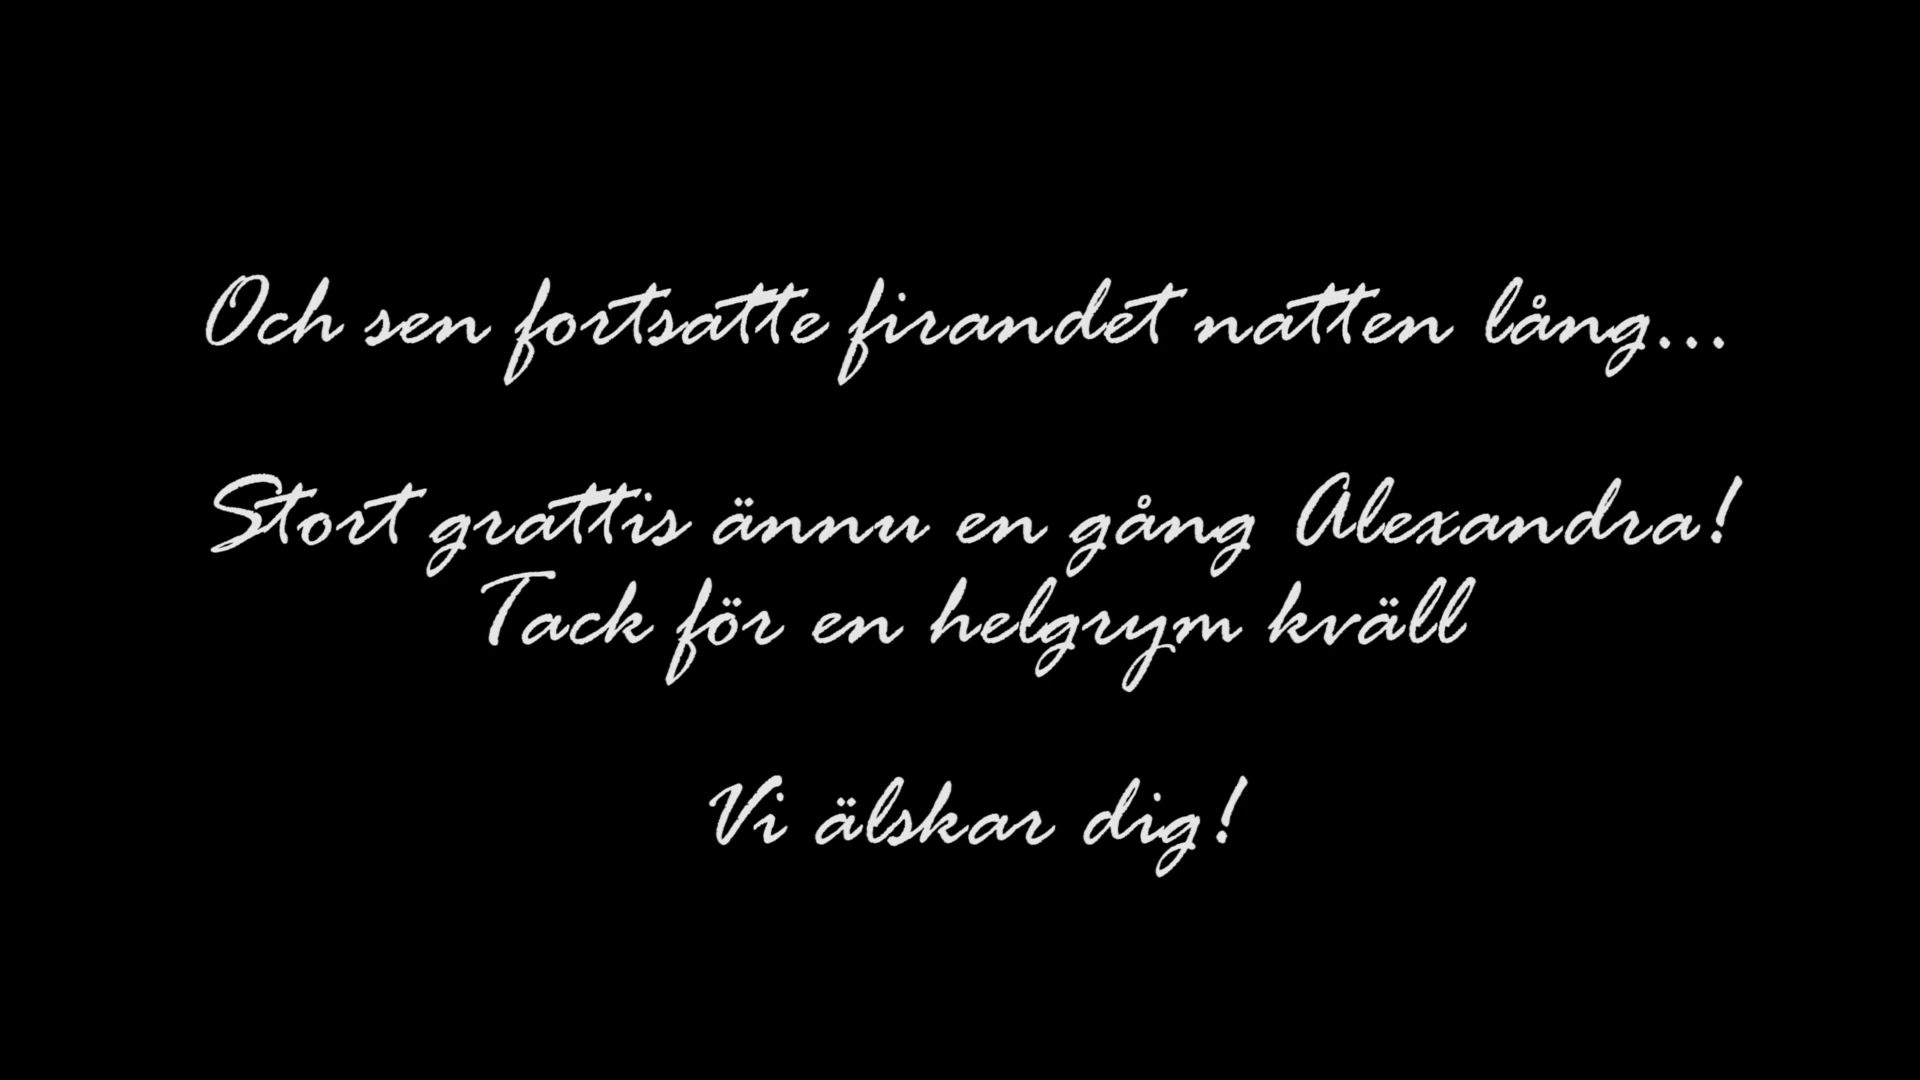 Och sen fortsatte firandet natten lång...
Stort grattis ännu en gång Alexandra!
Tack för en helgrym kväll
Vi älskar dig!